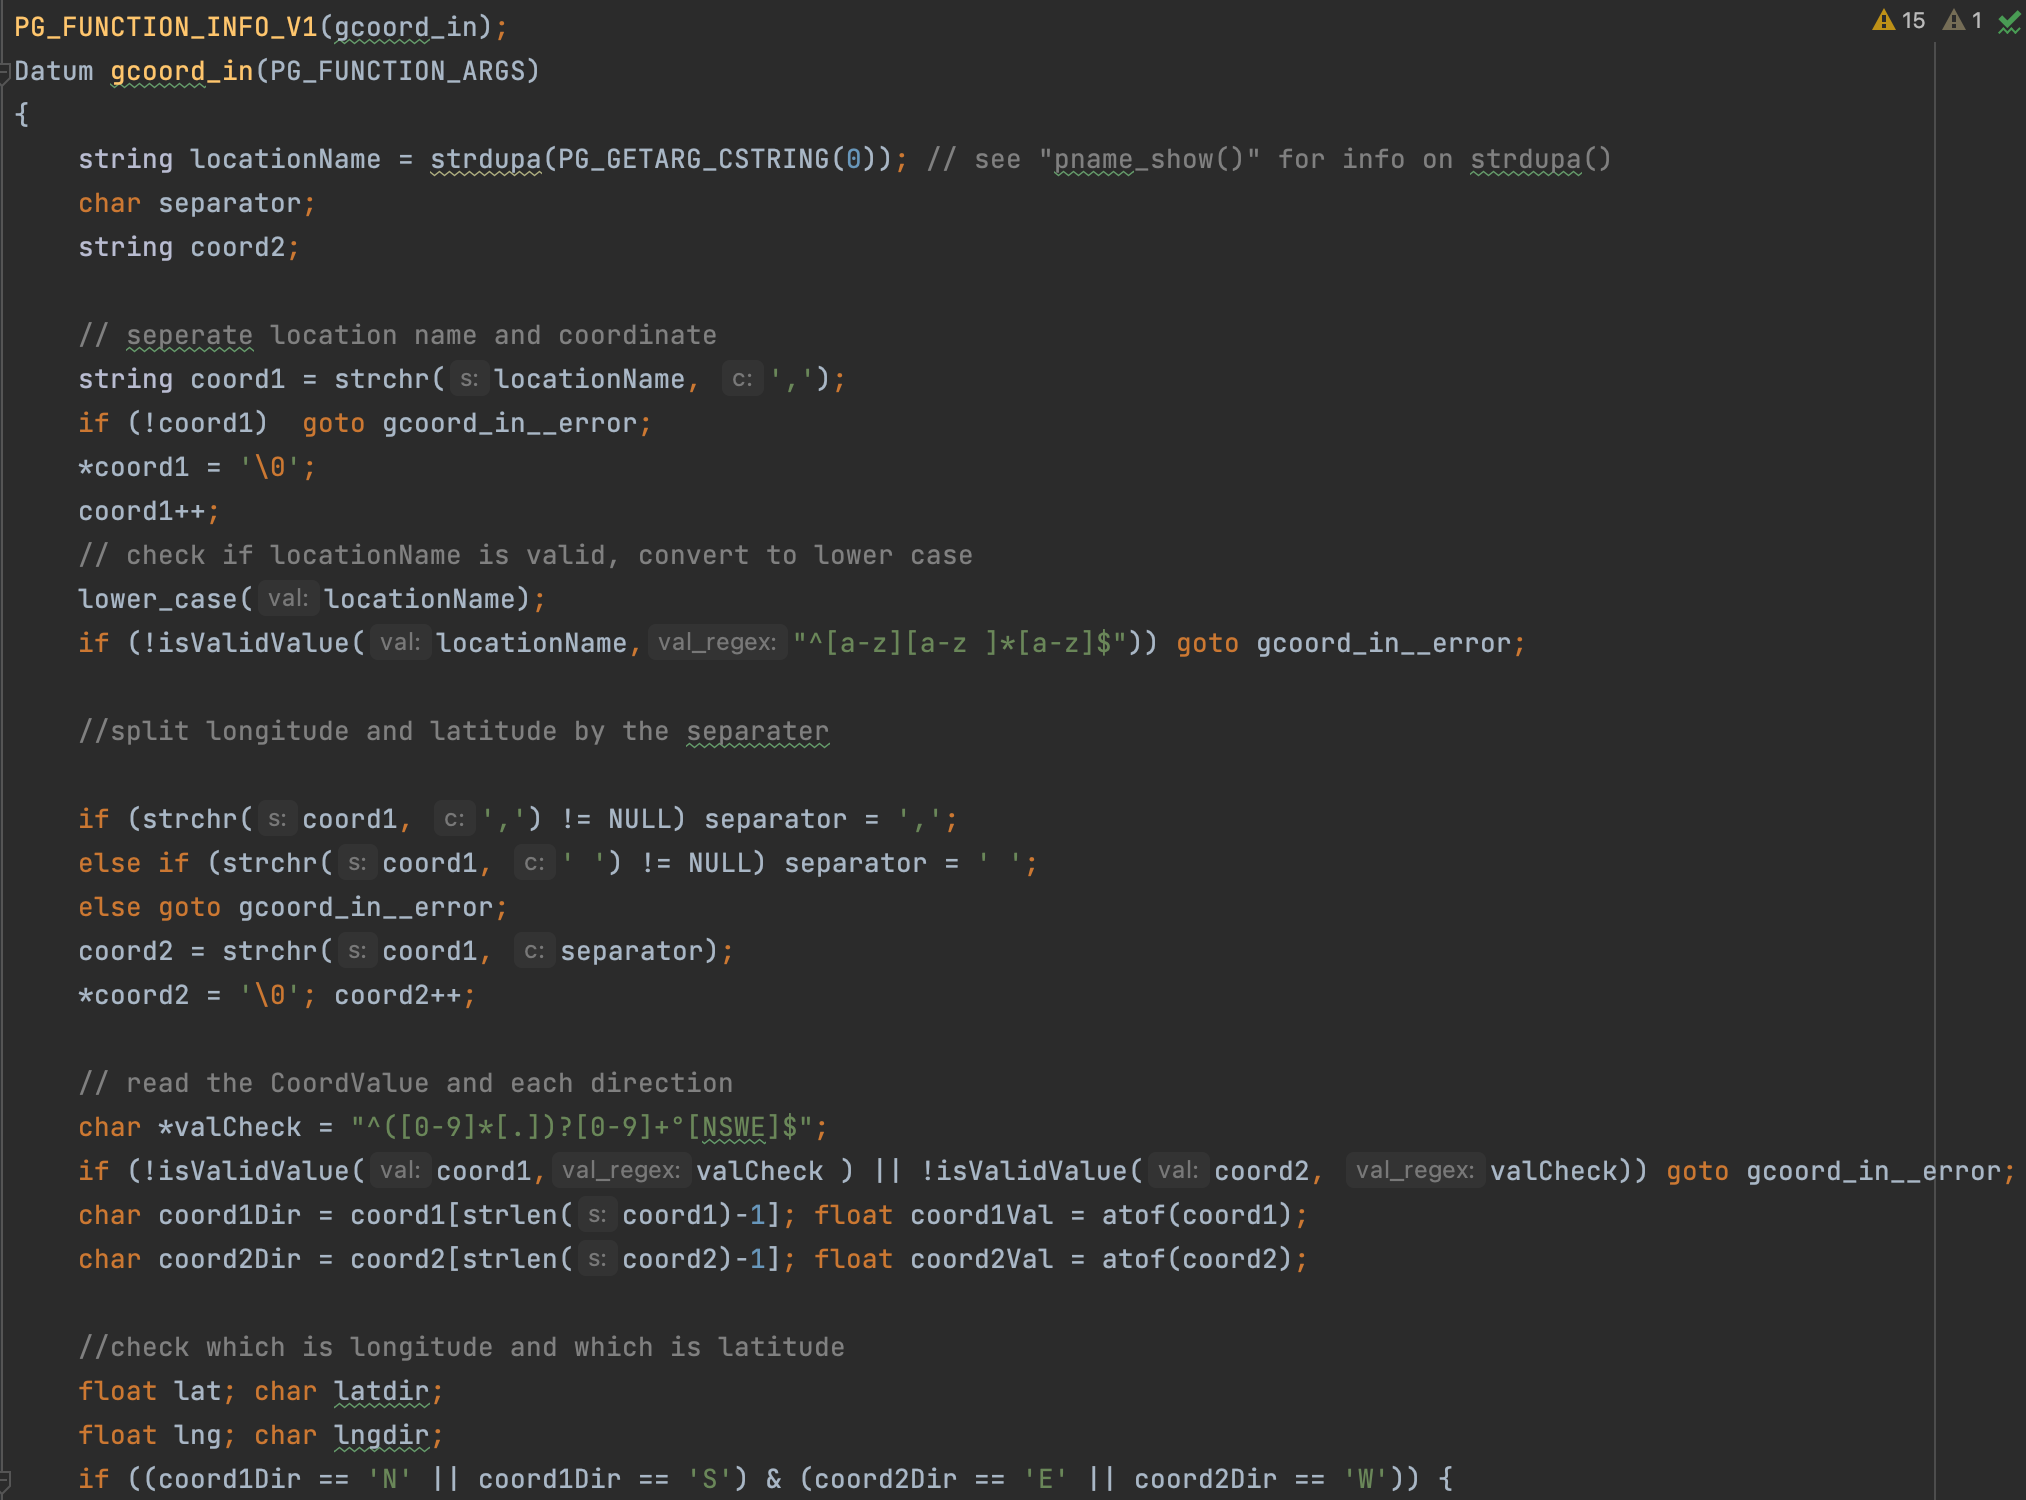 PG_FUNCTION_INFO_V1(gcoord_in);
15 1
Datum gcoord_in(PG_FUNCTION_ARGS)
{
    string locationName = strdupa(PG_GETARG_CSTRING(0)); // see "pname_show()" for info on strdupa()
    char separator;
    string coord2;

    // seperate location name and coordinate
    string coord1 = strchr( s: locationName,  c: ',');
    if (!coord1)  goto gcoord_in__error;
    *coord1 = '\0';
    coord1++;
    // check if locationName is valid, convert to lower case
    lower_case( val: locationName);
    if (!isValidValue( val: locationName, val_regex: "^[a-z][a-z ]*[a-z]$")) goto gcoord_in__error;

    //split longitude and latitude by the separater

    if (strchr( s: coord1,  c: ',') != NULL) separator = ',';
    else if (strchr( s: coord1,  c: ' ') != NULL) separator = ' ';
    else goto gcoord_in__error;
    coord2 = strchr( s: coord1,  c: separator);
    *coord2 = '\0'; coord2++;

    // read the CoordValue and each direction
    char *valCheck = "^([0-9]*[.])?[0-9]+°[NSWE]$";
    if (!isValidValue( val: coord1, val_regex: valCheck ) || !isValidValue( val: coord2,  val_regex: valCheck)) goto gcoord_in__error;
    char coord1Dir = coord1[strlen( s: coord1)-1]; float coord1Val = atof(coord1);
    char coord2Dir = coord2[strlen( s: coord2)-1]; float coord2Val = atof(coord2);

    //check which is longitude and which is latitude
    float lat; char latdir;
    float lng; char lngdir;
    if ((coord1Dir == 'N' || coord1Dir == 'S') & (coord2Dir == 'E' || coord2Dir == 'W')) {